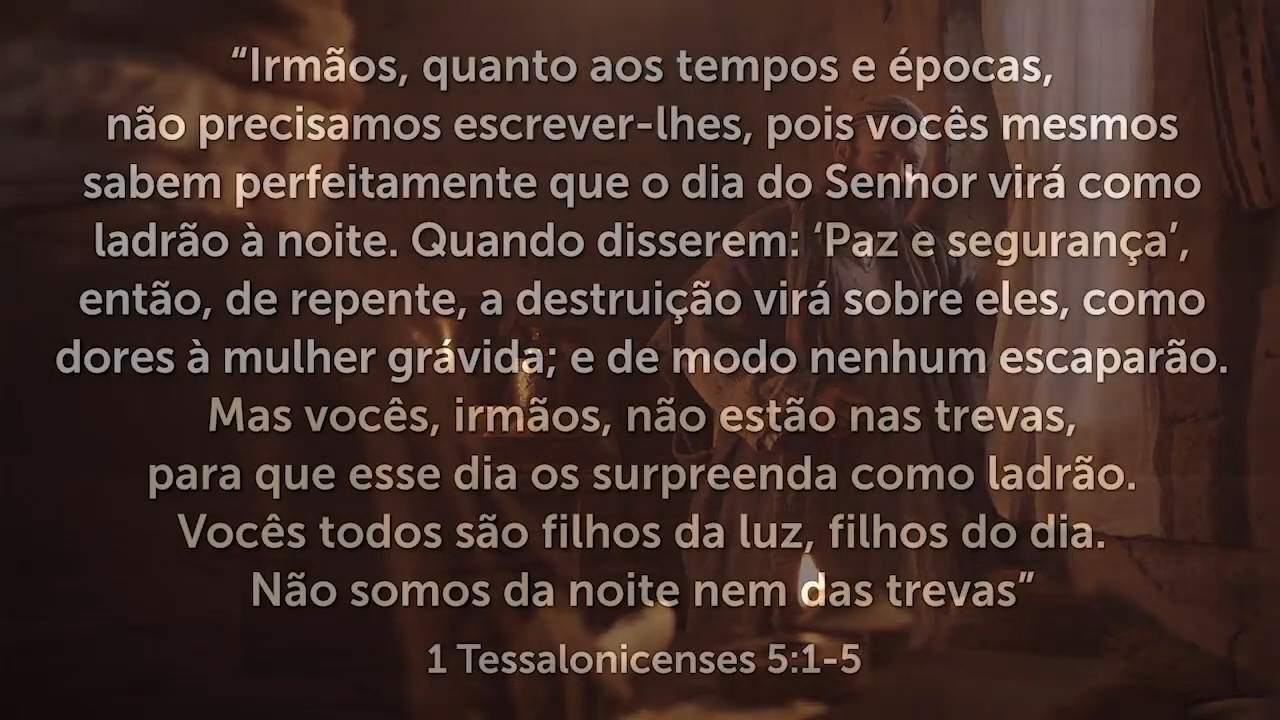 “Irmãos, quanto aos tempos e épocas,
não precisamos escrever-lhes, pois vocês mesmos
sabem perfeitamente que o dia do Senhor virá como
ladrão à noite. Quando disserem: ‘Paz e segurança’,
então, de repente, a destruição virá sobre eles, como
dores à mulher grávida; e de modo nenhum escaparão.
Mas vocês, irmãos, não estão nas trevas,
para que esse dia os surpreenda como ladrão.
Vocês todos são filhos da luz, filhos do dia.
Não somos da noite nem das trevas”
1 Tessalonicenses 5:1-5